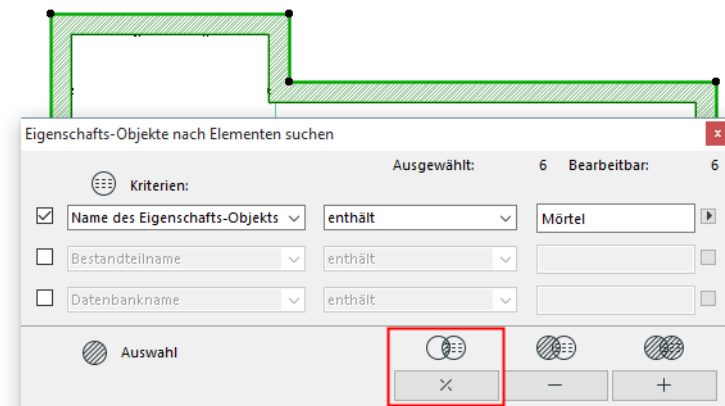 Eigenschafts-Objekte nach Elementen suchen
Ausgewählt: 6 Bearbeitbar: 6
Kriterien:
Name des Eigenschafts-Objekts enthält Mörtel
Bestandteilname enthält
Datenbankname enthält
Auswahl